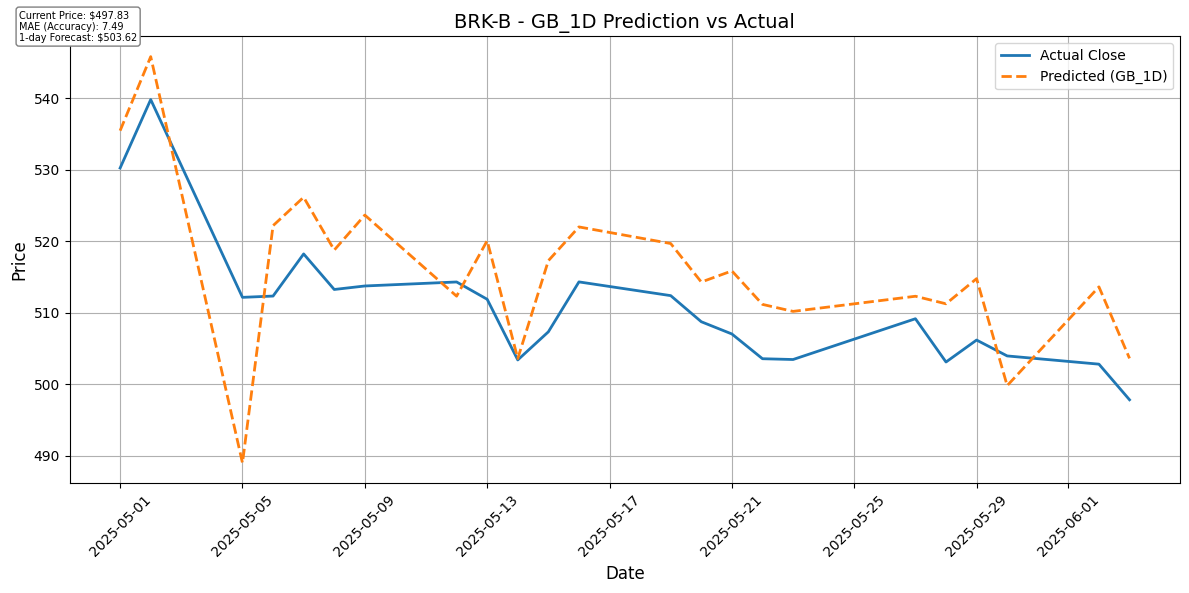 BRK-B - GB_1D Prediction vs Actual
Current Price: $497.83
MAE (Accuracy): 7.49
1-day Forecast: $503.62
Actual Close
Predicted (GB_1D)
Price
540
530
520
510
500
490
2025-05-01
2025-05-05
2025-05-09
2025-05-13
2025-05-17
2025-05-21
2025-05-25
2025-05-29
2025-06-01
Date